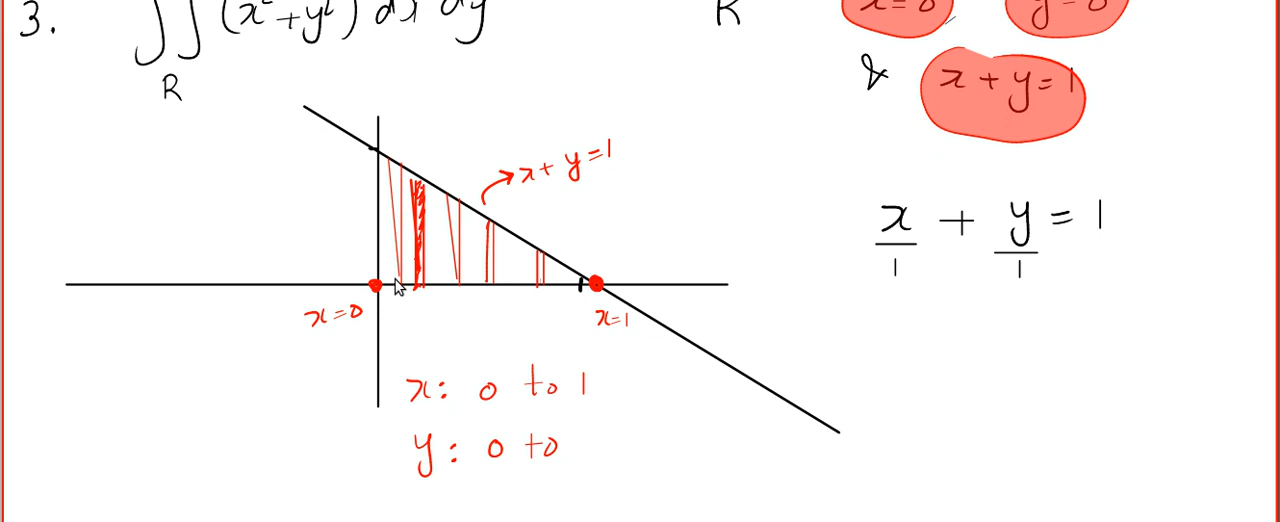 3. ∬ (x²+y²) dx dy R x=0, y=0
R
& x+y=1
x+y=1
x/1 + y/1 = 1
x=0 x=1
x: 0 to 1
y: 0 to